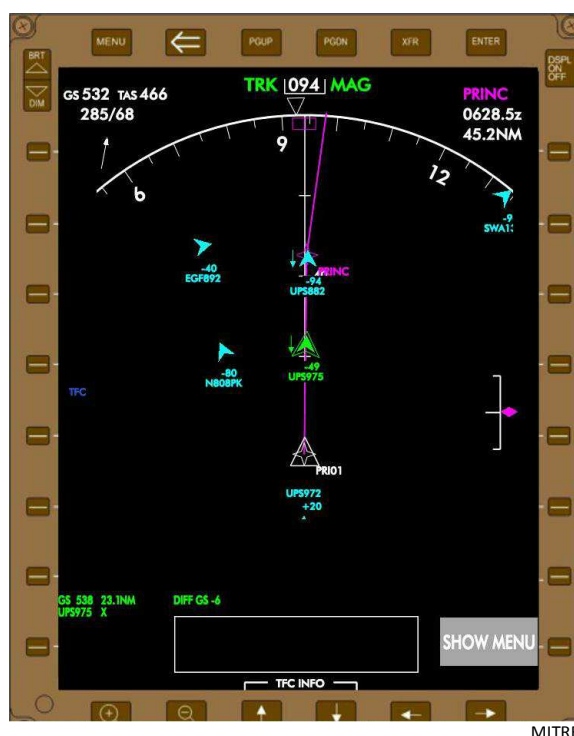 MENU
PGUP
PGDN
XFR
ENTER
BRT
DIM
DSPL
ON
OFF
GS 532 TAS 466
285/68
TRK 094 MAG
PRINC
0628.5z
45.2NM
6
9
12
-9
SWA1
-40
EGF892
PRINC
-94
UPS882
-49
UPS975
-80
N808PK
TFC
PRI01
UPS972
+20
GS 538 23.1NM
DIFF GS -6
UPS975 X
SHOW MENU
TFC INFO